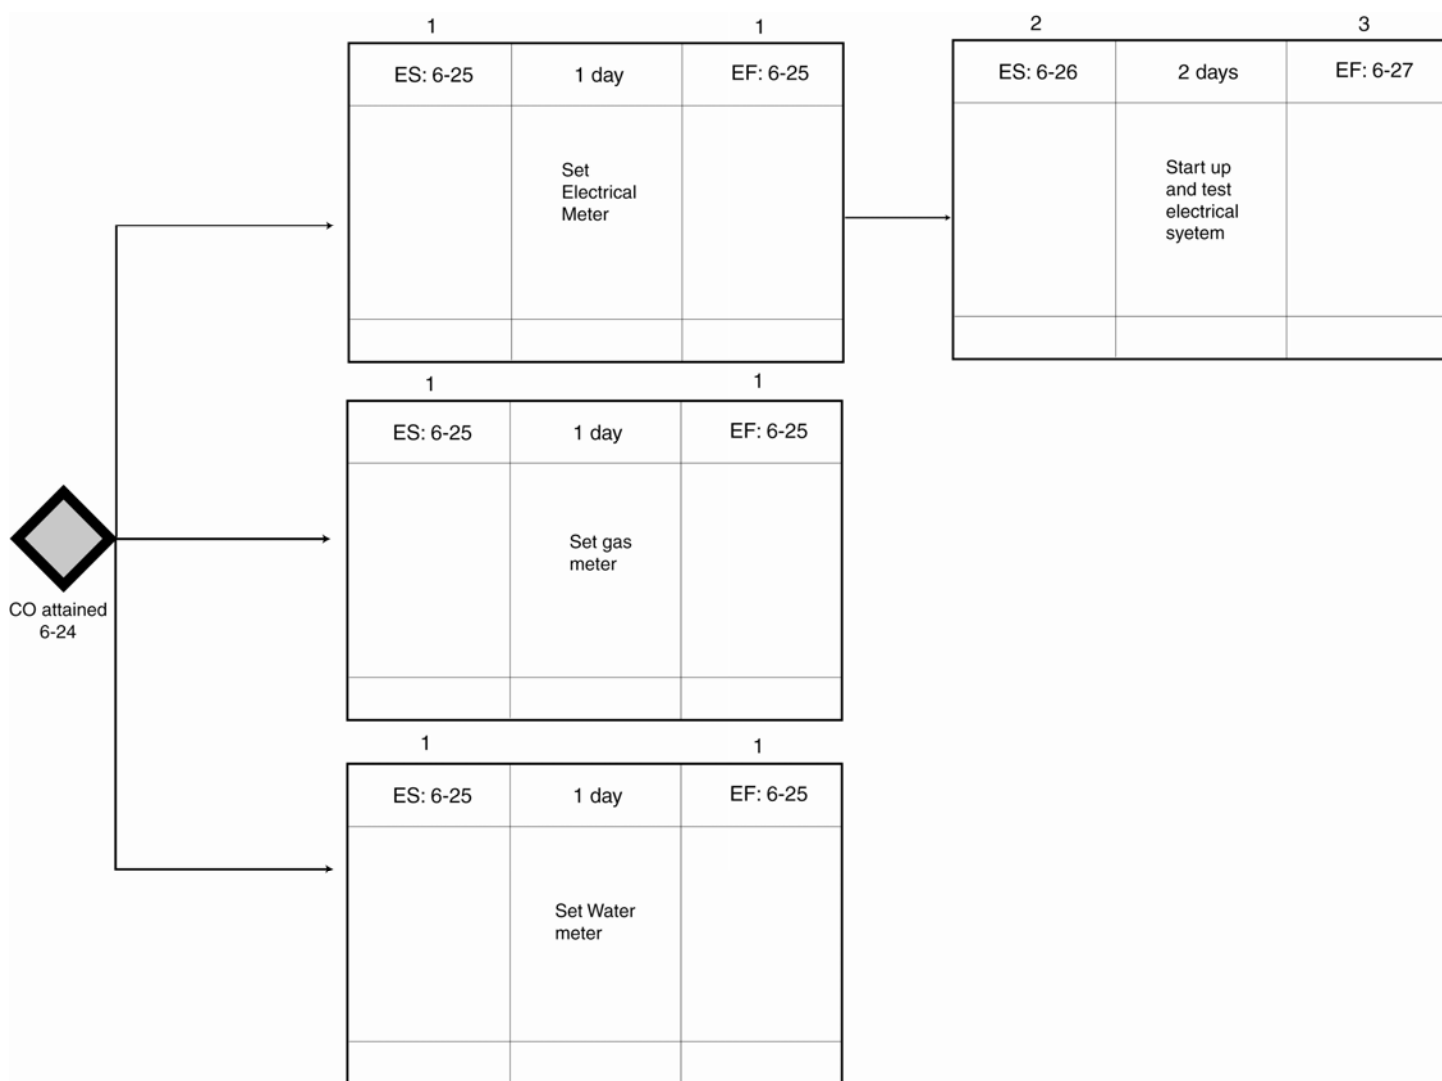 1
1
ES: 6-25
1 day
EF: 6-25
Set
Electrical
Meter
2
3
ES: 6-26
2 days
EF: 6-27
Start up
and test
electrical
syetem
1
1
ES: 6-25
1 day
EF: 6-25
Set gas
meter
CO attained
6-24
1
1
ES: 6-25
1 day
EF: 6-25
Set Water
meter